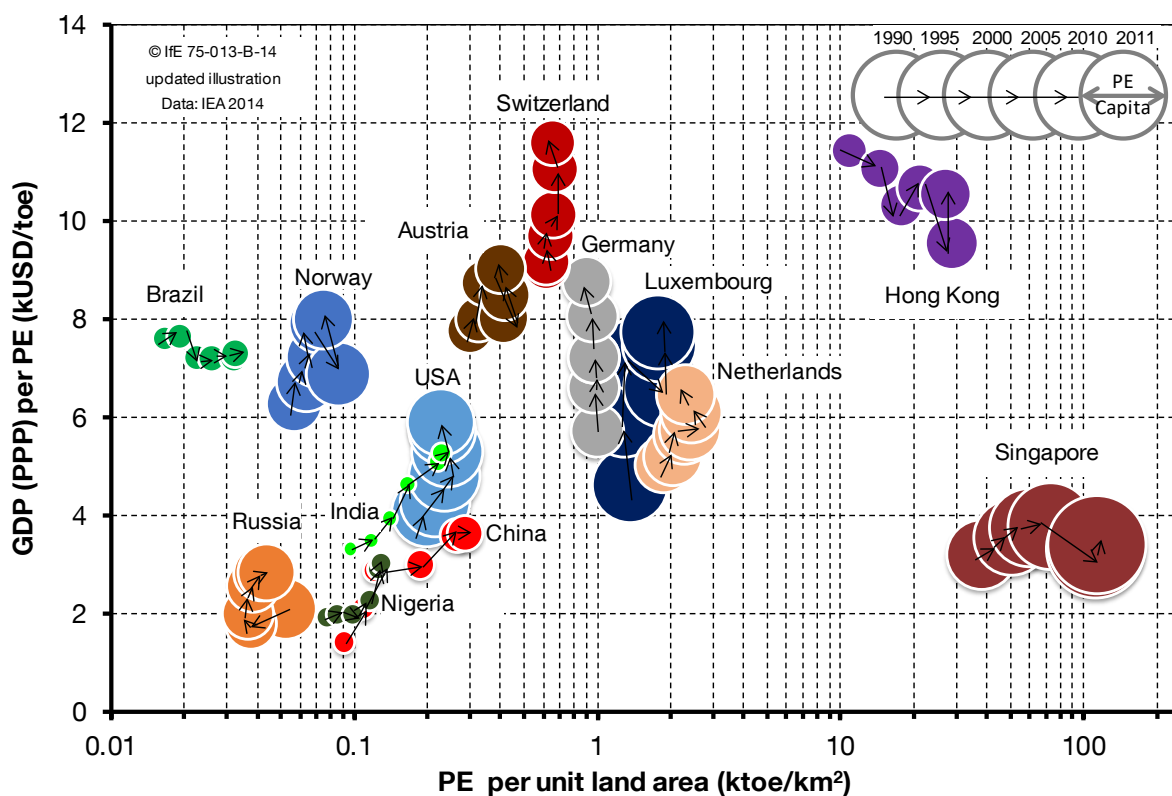 © IfE 75-013-B-14
updated illustration
Data: IEA 2014
1990 1995 2000 2005 2010 2011
PE
Capita
GDP (PPP) per PE (kUSD/toe)
14
12
10
8
6
4
2
0
Switzerland
Austria
Germany
Norway
Brazil
Luxembourg
Hong Kong
USA
Netherlands
Singapore
India
Russia
China
Nigeria
0.01 0.1 1 10 100
PE per unit land area (ktoe/km²)